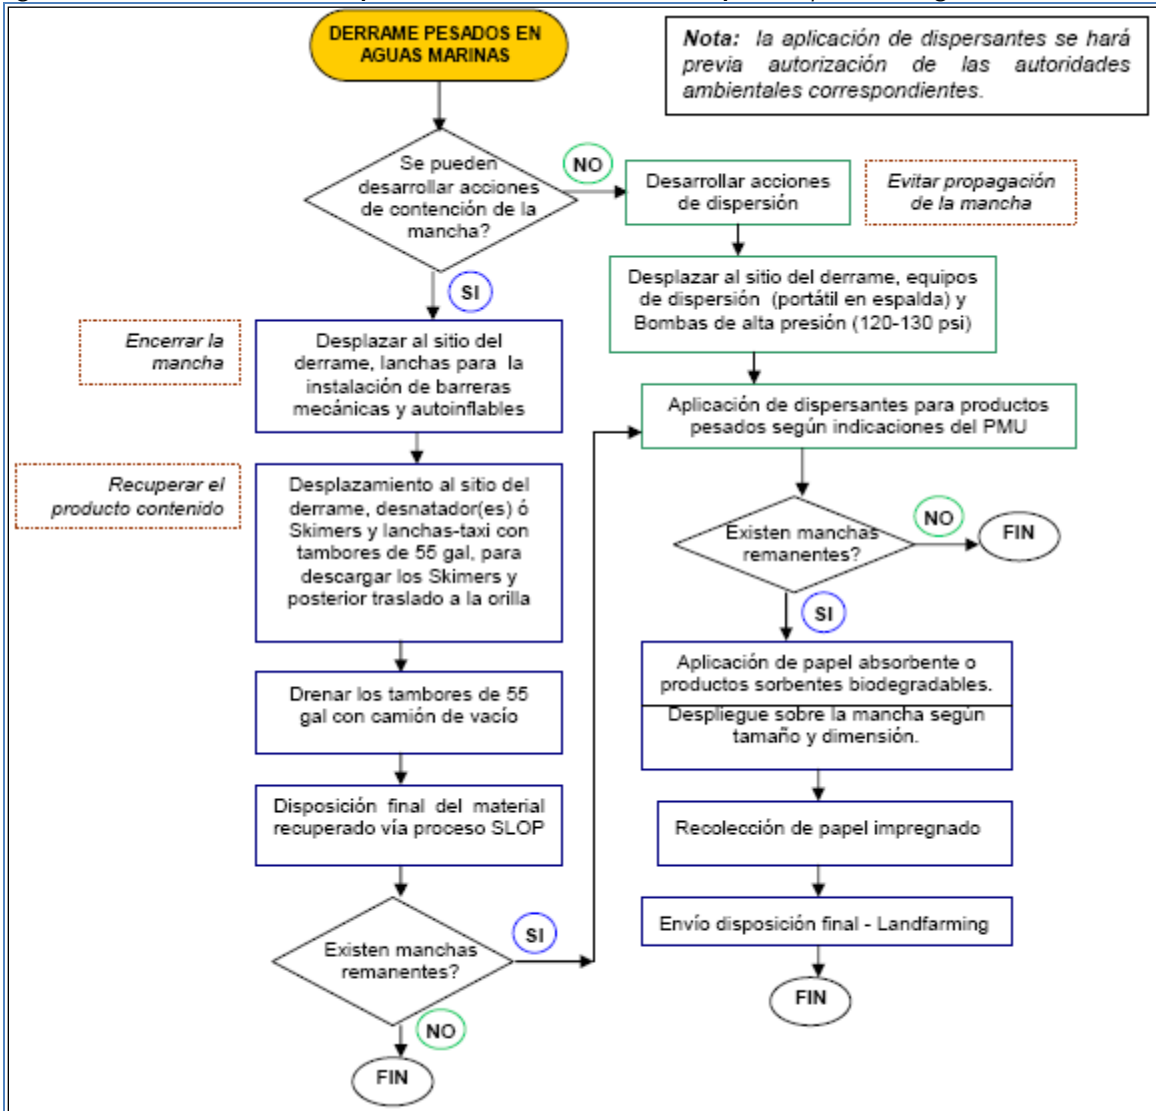 DERRAME PESADOS EN
AGUAS MARINAS
Nota: la aplicación de dispersantes se hará
previa autorización de las autoridades
ambientales correspondientes.
Se pueden
desarrollar acciones
de contención de la
mancha?
NO
Desarrollar acciones
de dispersión
Evitar propagación
de la mancha
SI
Desplazar al sitio del derrame, equipos
de dispersión (portátil en espalda) y
Bombas de alta presión (120-130 psi)
Encerrar la
mancha
Desplazar al sitio del
derrame, lanchas para la
instalación de barreras
mecánicas y autoinflables
Aplicación de dispersantes para productos
pesados según indicaciones del PMU
Recuperar el
producto contenido
Desplazamiento al sitio del
derrame, desnatador(es) ó
Skimers y lanchas-taxi con
tambores de 55 gal, para
descargar los Skimers y
posterior traslado a la orilla
Existen manchas
remanentes?
NO
FIN
SI
Aplicación de papel absorbente o
productos sorbentes biodegradables.
Despliegue sobre la mancha según
tamaño y dimensión.
Drenar los tambores de 55
gal con camión de vacío
Disposición final del material
recuperado vía proceso SLOP
Recolección de papel impregnado
Envío disposición final - Landfarming
Existen manchas
remanentes?
SI
FIN
NO
FIN